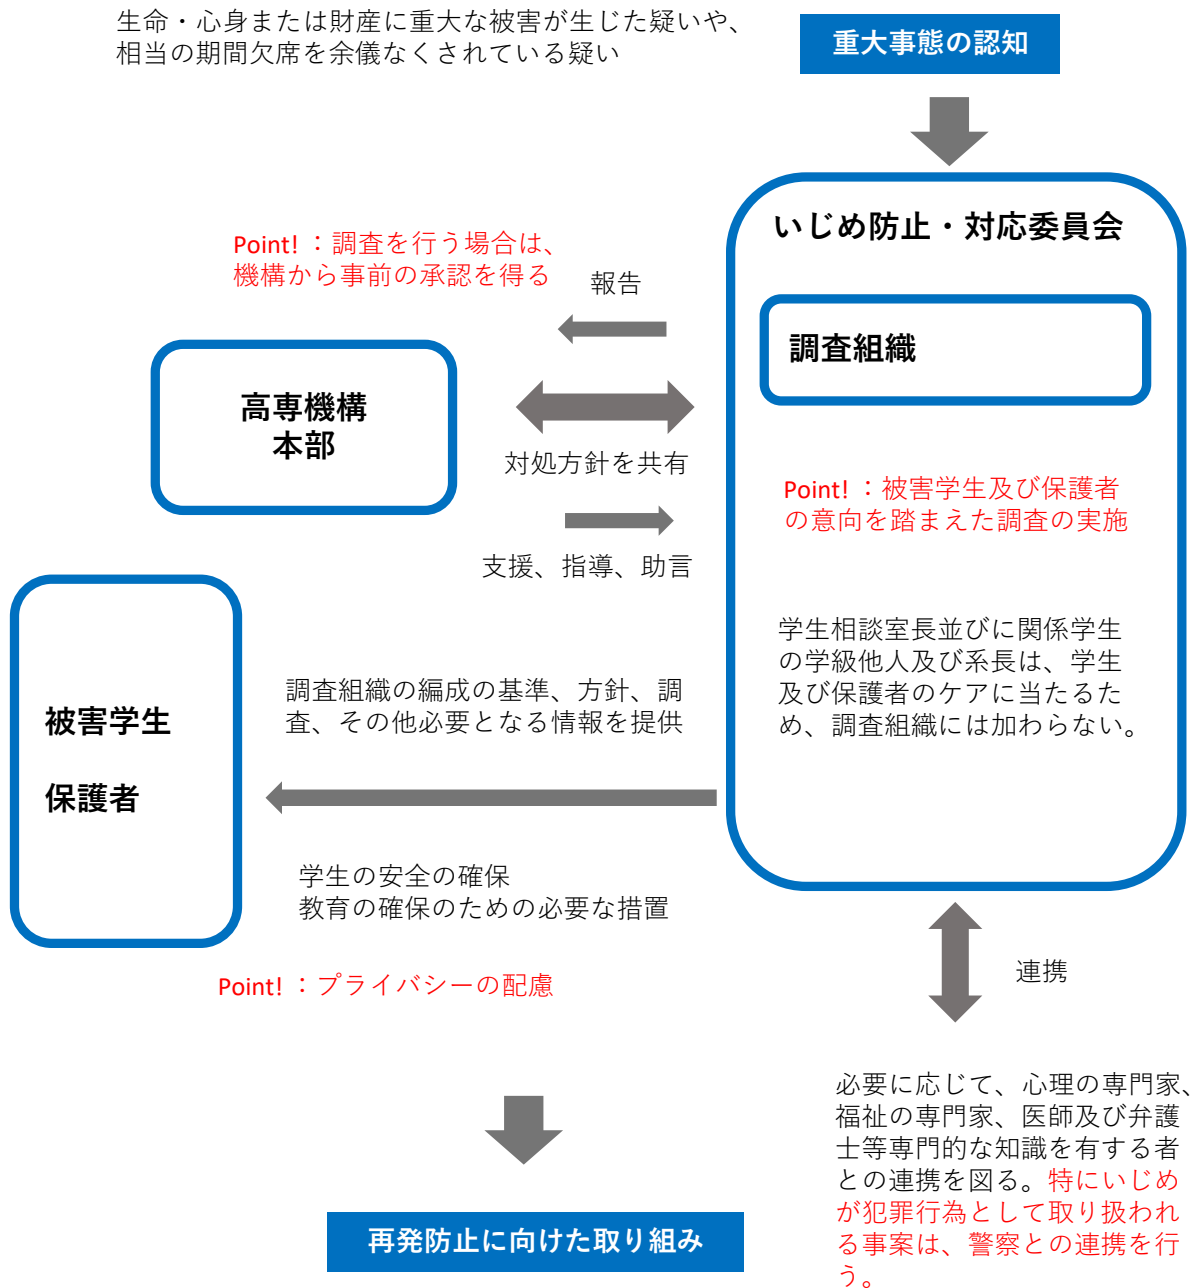 生命・心身または財産に重大な被害が生じた疑いや、
相当の期間欠席を余儀なくされている疑い
重大事態の認知
いじめ防止・対応委員会
調査組織
Point!：調査を行う場合は、
機構から事前の承認を得る
報告
高専機構
本部
対処方針を共有
支援、指導、助言
Point!：被害学生及び保護者
の意向を踏まえた調査の実施
学生相談室長並びに関係学生
の学級他人及び系長は、学生
及び保護者のケアに当たるた
め、調査組織には加わらない。
被害学生
保護者
調査組織の編成の基準、方針、調
査、その他必要となる情報を提供
学生の安全の確保
教育の確保のための必要な措置
Point!：プライバシーの配慮
連携
必要に応じて、心理の専門家、
福祉の専門家、医師及び弁護
士等専門的な知識を有する者
との連携を図る。特にいじめ
が犯罪行為として取り扱われ
る事案は、警察との連携を行
う。
再発防止に向けた取り組み